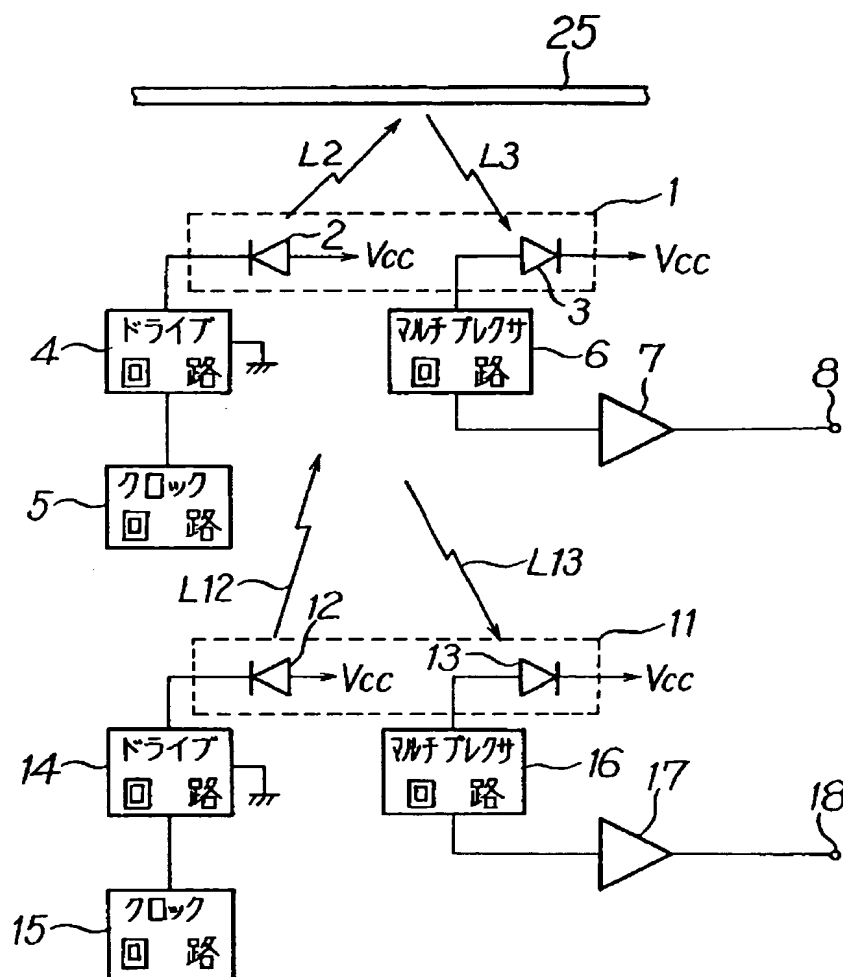 25
L2
L3
1
2
Vcc
Vcc
3
4
ドライブ
回路
マルチプレクサ
回路
6
7
8
5
クロック
回路
L12
L13
12
11
13
Vcc
Vcc
14
ドライブ
回路
マルチプレクサ
回路
16
17
18
15
クロック
回路